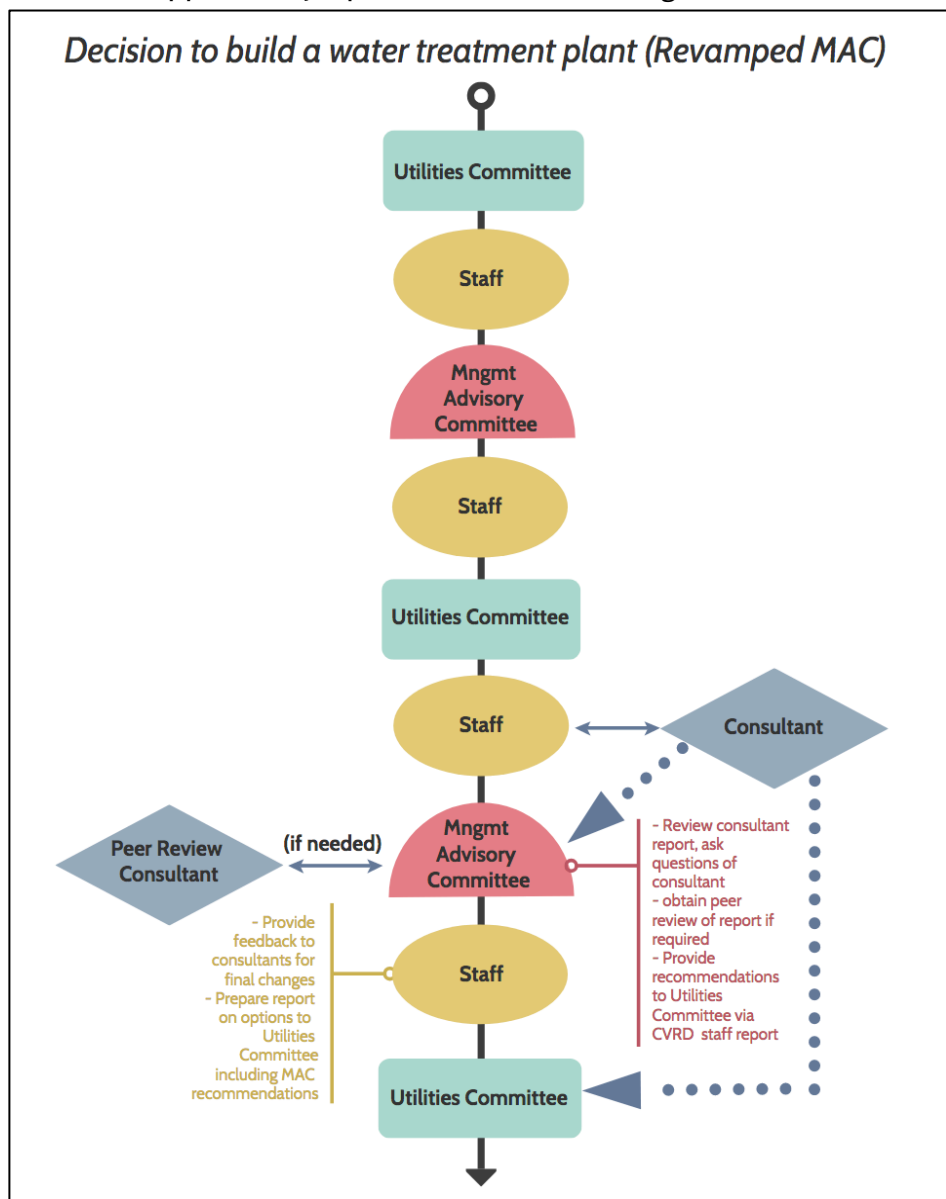 Decision to build a water treatment plant (Revamped MAC)
Utilities Committee
Staff
Mngmt
Advisory
Committee
Staff
Utilities Committee
Staff
Consultant
Peer Review
Consultant
(if needed)
Mngmt
Advisory
Committee
- Review consultant
report, ask
questions of
consultant
- obtain peer
review of report if
required
- Provide
recommendations
to Utilities
Committee via
CVRD staff report
- Provide
feedback to
consultants for
final changes
- Prepare report
on options to
Utilities
Committee
including MAC
recommendations
Staff
Utilities Committee